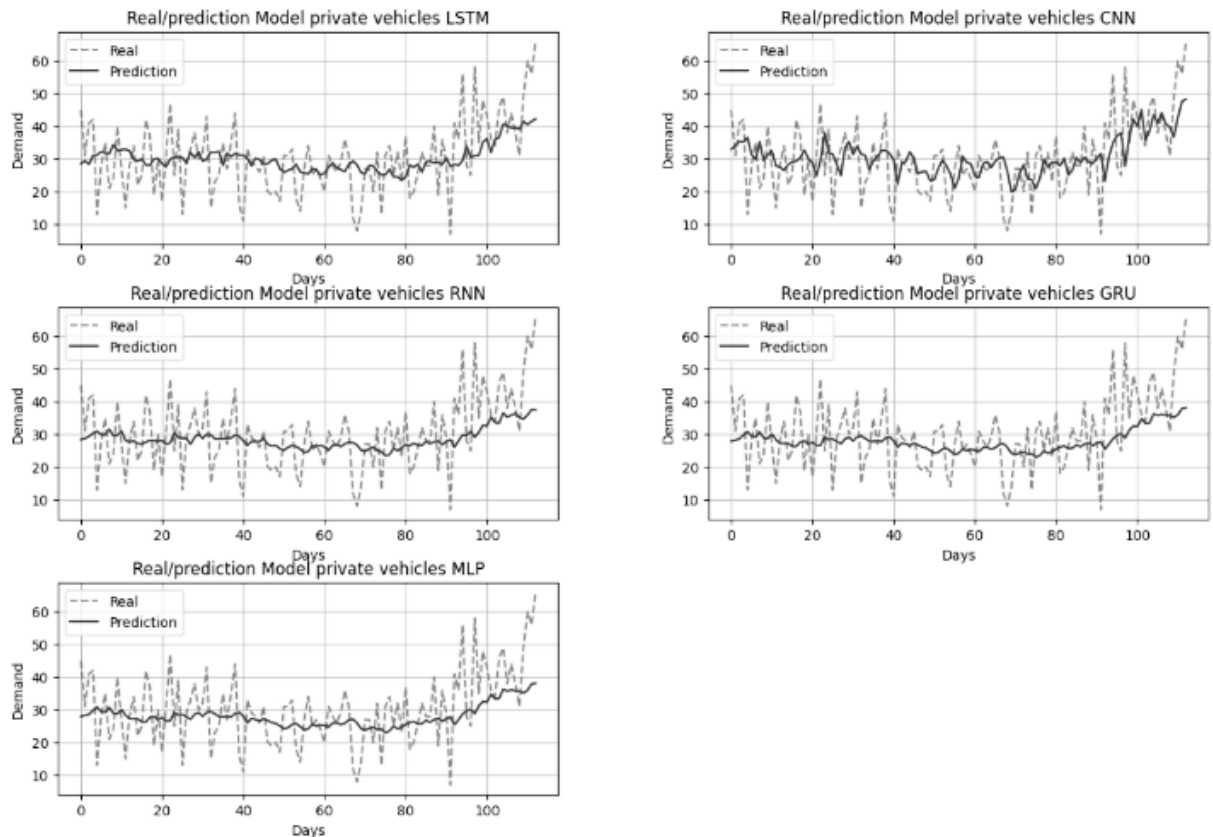 Real/prediction Model private vehicles LSTM
Real
Prediction
Demand
60
50
40
30
20
10
0 20 40 60 80 100
Days
Real/prediction Model private vehicles CNN
Real
Prediction
Demand
60
50
40
30
20
10
0 20 40 60 80 100
Days
Real/prediction Model private vehicles RNN
Real
Prediction
Demand
60
50
40
30
20
10
0 20 40 60 80 100
Days
Real/prediction Model private vehicles GRU
Real
Prediction
Demand
60
50
40
30
20
10
0 20 40 60 80 100
Days
Real/prediction Model private vehicles MLP
Real
Prediction
Demand
60
50
40
30
20
10
0 20 40 60 80 100
Days